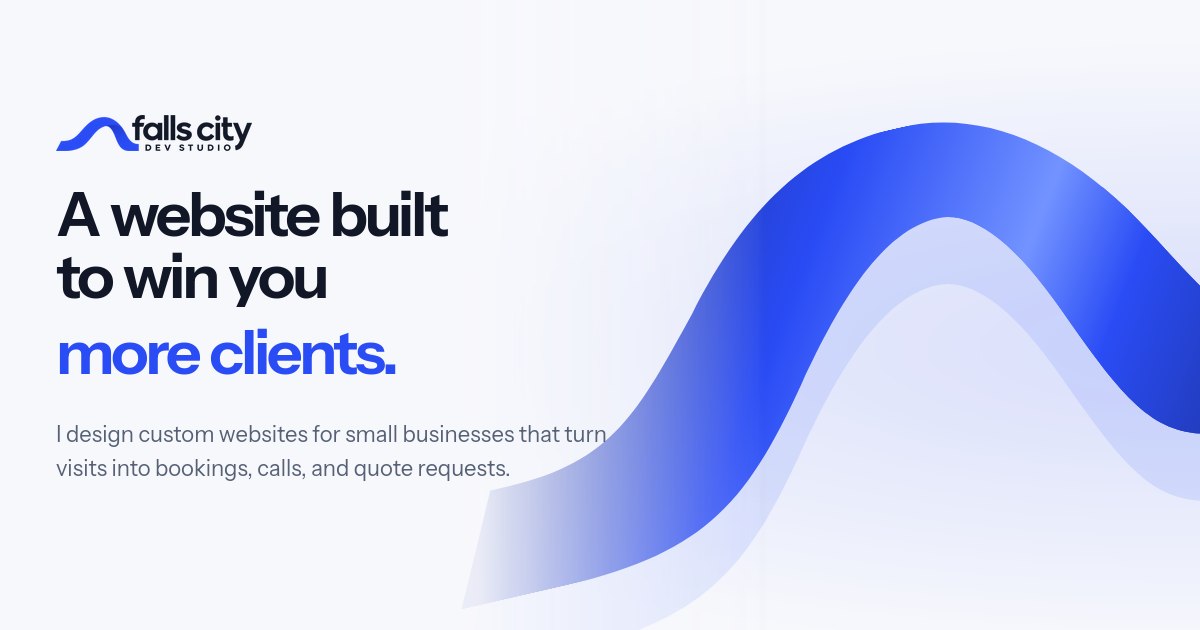 falls city
DEV STUDIO
A website built
to win you
more clients.
I design custom websites for small businesses that turn
visits into bookings, calls, and quote requests.